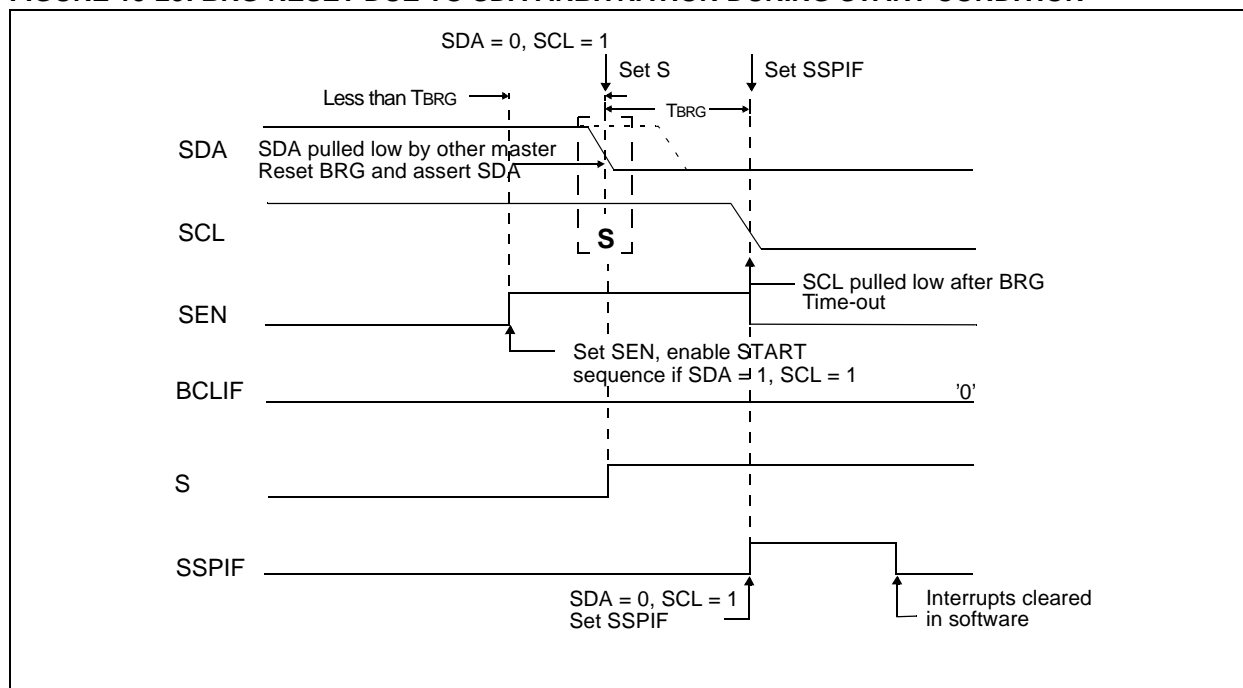 SDA = 0, SCL = 1
Set S
Set SSPIF
Less than TBRG
TBRG
SDA
SDA pulled low by other master
Reset BRG and assert SDA
SCL
S
SCL pulled low after BRG
Time-out
SEN
Set SEN, enable START
sequence if SDA = 1, SCL = 1
BCLIF
'0'
S
SSPIF
SDA = 0, SCL = 1
Set SSPIF
Interrupts cleared
in software